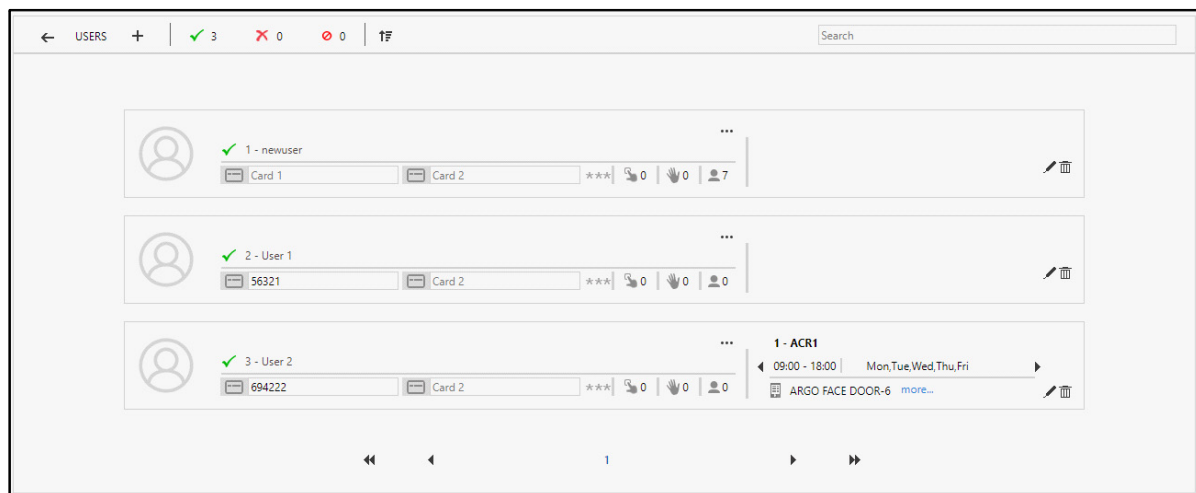 USERS + 3 0 0 Search
...
1 - newuser
Card 1 Card 2 *** 0 0 7
...
2 - User 1
56321 Card 2 *** 0 0 0
... 1 - ACR1
3 - User 2 09:00 - 18:00 Mon,Tue,Wed,Thu,Fri
694222 Card 2 *** 0 0 0 ARGO FACE DOOR-6 more...
1